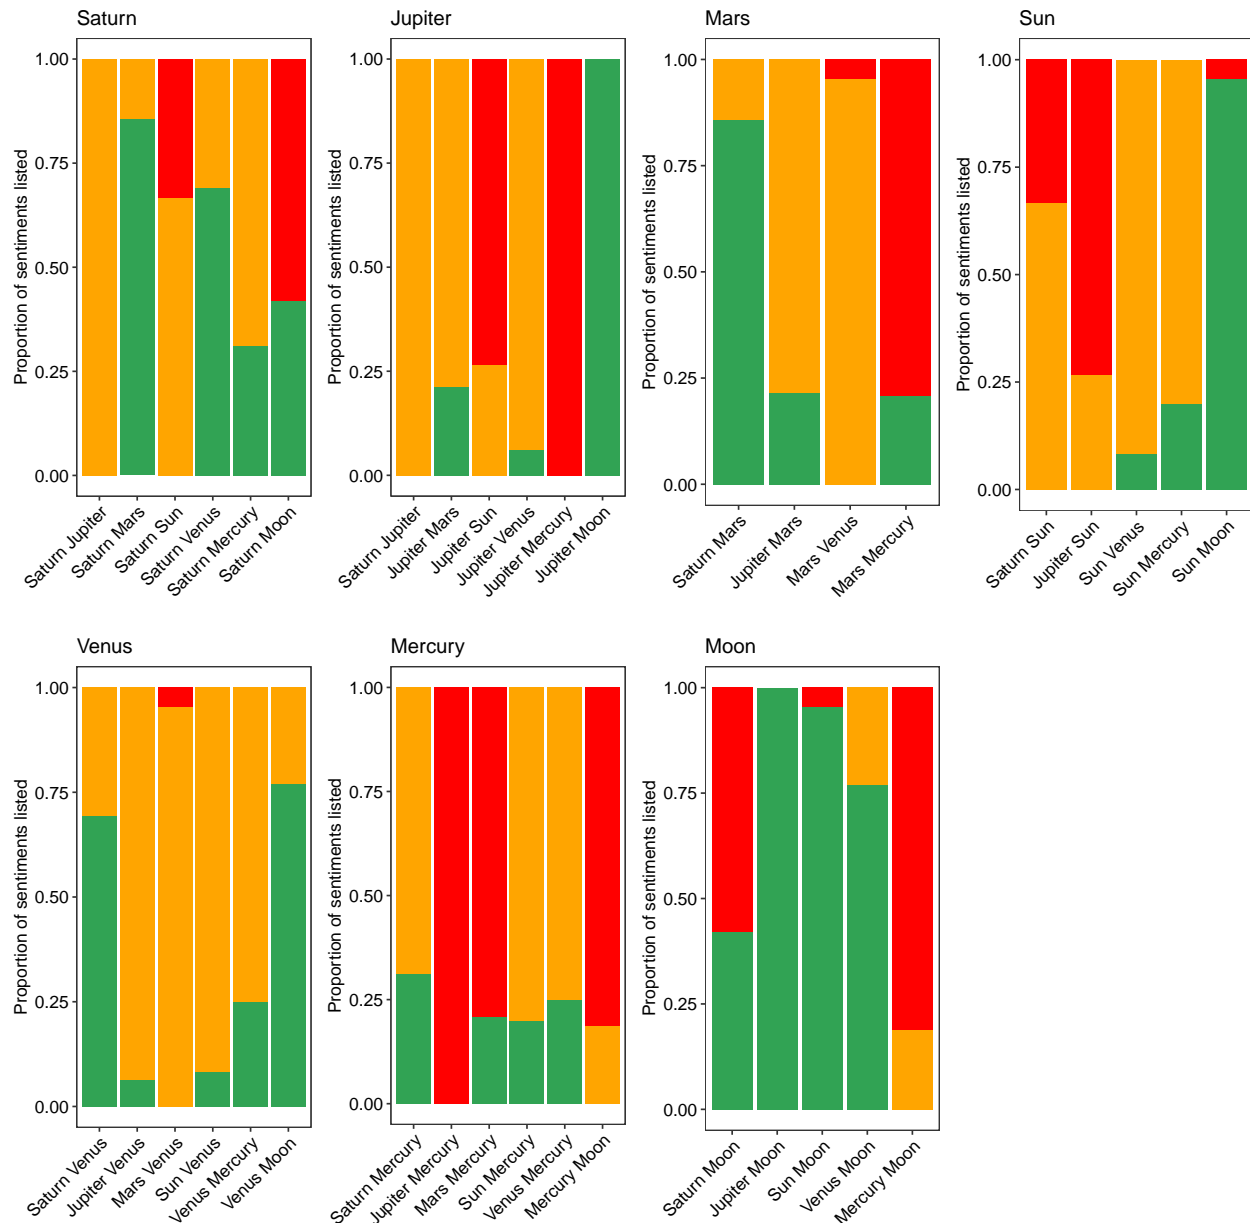 Saturn
Proportion of sentiments listed
1.00
0.75
0.50
0.25
0.00
Saturn Jupiter
Saturn Mars
Saturn Sun
Saturn Venus
Saturn Mercury
Saturn Moon
Jupiter
Proportion of sentiments listed
1.00
0.75
0.50
0.25
0.00
Saturn Jupiter
Jupiter Mars
Jupiter Sun
Jupiter Venus
Jupiter Mercury
Jupiter Moon
Mars
Proportion of sentiments listed
1.00
0.75
0.50
0.25
0.00
Saturn Mars
Jupiter Mars
Mars Venus
Mars Mercury
Sun
Proportion of sentiments listed
1.00
0.75
0.50
0.25
0.00
Saturn Sun
Jupiter Sun
Sun Venus
Sun Mercury
Sun Moon
Venus
Proportion of sentiments listed
1.00
0.75
0.50
0.25
0.00
Saturn Venus
Jupiter Venus
Mars Venus
Sun Venus
Venus Mercury
Venus Moon
Mercury
Proportion of sentiments listed
1.00
0.75
0.50
0.25
0.00
Saturn Mercury
Jupiter Mercury
Mars Mercury
Sun Mercury
Venus Mercury
Mercury Moon
Moon
Proportion of sentiments listed
1.00
0.75
0.50
0.25
0.00
Saturn Moon
Jupiter Moon
Sun Moon
Venus Moon
Mercury Moon